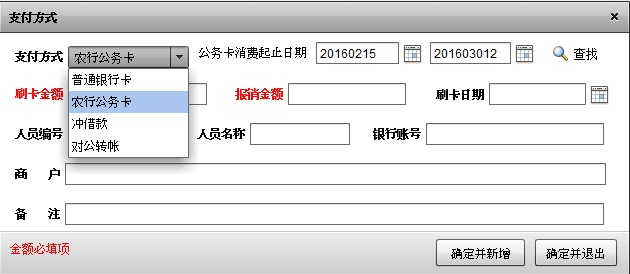 支付方式
支付方式 农行公务卡 公务卡消费起止日期 20160215 201603012 查找
普通银行卡
农行公务卡
冲借款
对公转帐
刷卡金额 报销金额 刷卡日期
人员编号 人员名称 银行账号
商 户
备 注
金额必填项 确定并新增 确定并退出